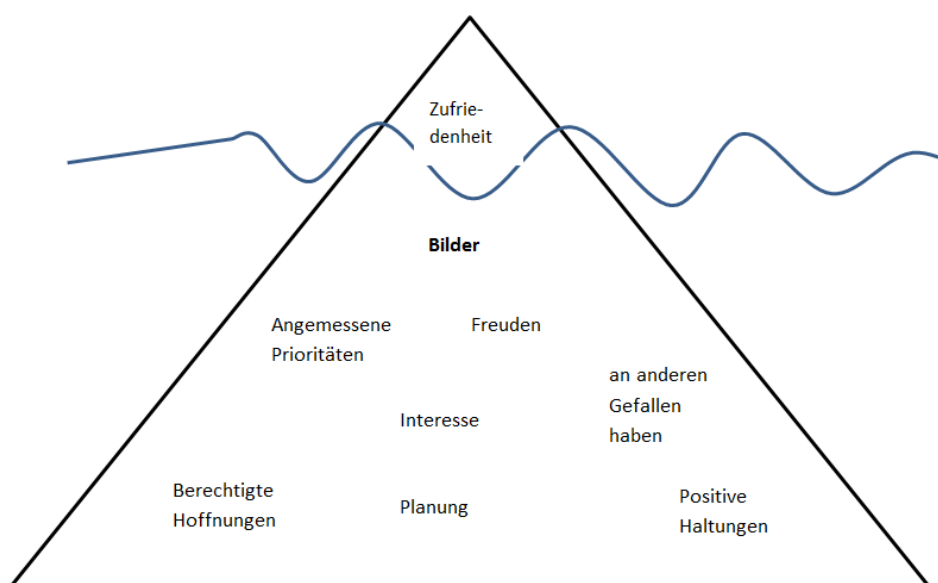 Zufrie-
denheit
Bilder
Angemessene
Prioritäten
Freuden
an anderen
Gefallen
haben
Interesse
Berechtigte
Hoffnungen
Planung
Positive
Haltungen